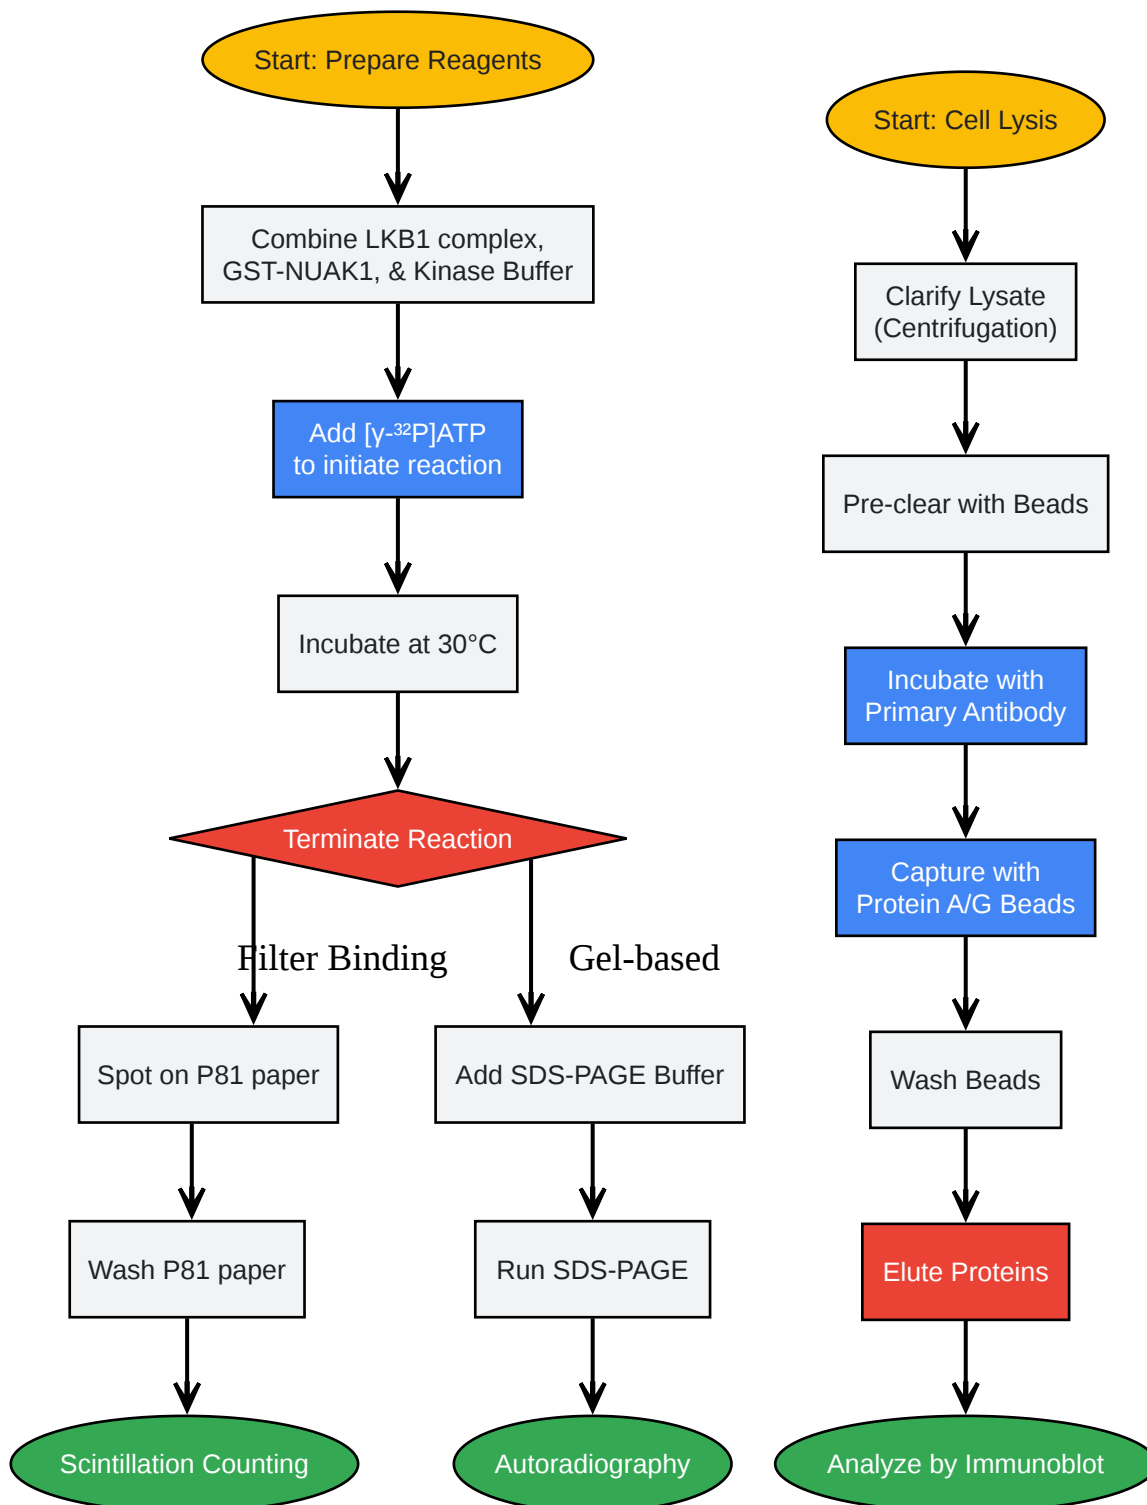 Start: Prepare Reagents
Combine LKB1 complex,
GST-NUAK1, & Kinase Buffer
Add [γ-³²P]ATP
to initiate reaction
Incubate at 30°C
Terminate Reaction
Filter Binding
Gel-based
Spot on P81 paper
Add SDS-PAGE Buffer
Wash P81 paper
Run SDS-PAGE
Scintillation Counting
Autoradiography
Start: Cell Lysis
Clarify Lysate
(Centrifugation)
Pre-clear with Beads
Incubate with
Primary Antibody
Capture with
Protein A/G Beads
Wash Beads
Elute Proteins
Analyze by Immunoblot